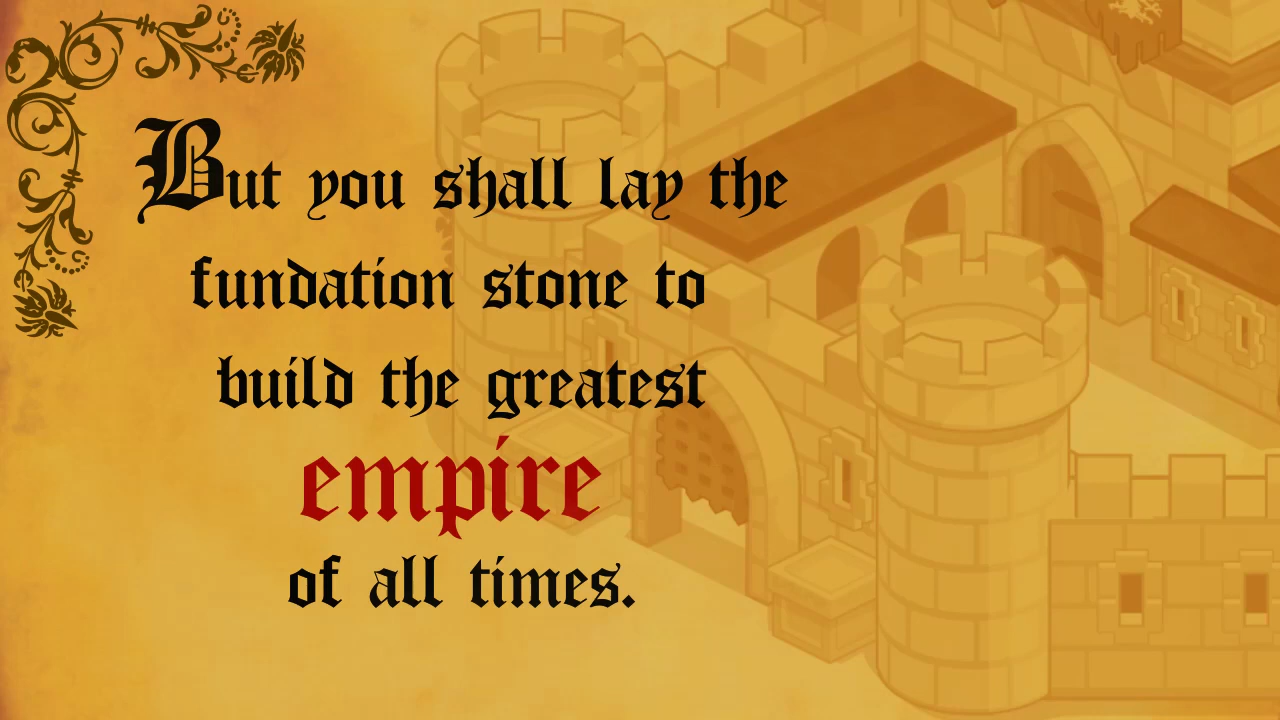 But you shall lay the
fundation stone to
build the greatest
empire
of all times.